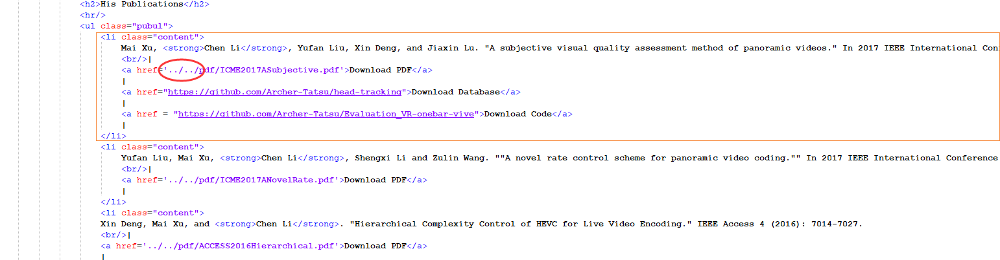 <h2>His Publications</h2>
<hr/>
<ul class="pubul">
<li class="content">
Mai Xu, <strong>Chen Li</strong>, Yufan Liu, Xin Deng, and Jiaxin Lu. "A subjective visual quality assessment method of panoramic videos." In 2017 IEEE International
<br/>|
<a href='../../pdf/ICME2017ASubjective.pdf'>Download PDF</a>
|
<a href="https://github.com/Archer-Tatsu/head-tracking">Download Database</a>
|
<a href = "https://github.com/Archer-Tatsu/Evaluation_VR-onebar-vive">Download Code</a>
|
</li>
<li class="content">
Yufan Liu, Mai Xu, <strong>Chen Li</strong>, Shengxi Li and Zulin Wang. ""A novel rate control scheme for panoramic video coding."" In 2017 IEEE International Conference
<br/>|
<a href='../../pdf/ICME2017ANovelRate.pdf'>Download PDF</a>
|
</li>
<li class="content">
Xin Deng, Mai Xu, and <strong>Chen Li</strong>. "Hierarchical Complexity Control of HEVC for Live Video Encoding." IEEE Access 4 (2016): 7014-7027.
<br/>|
<a href='../../pdf/ACCESS2016Hierarchical.pdf'>Download PDF</a>
|